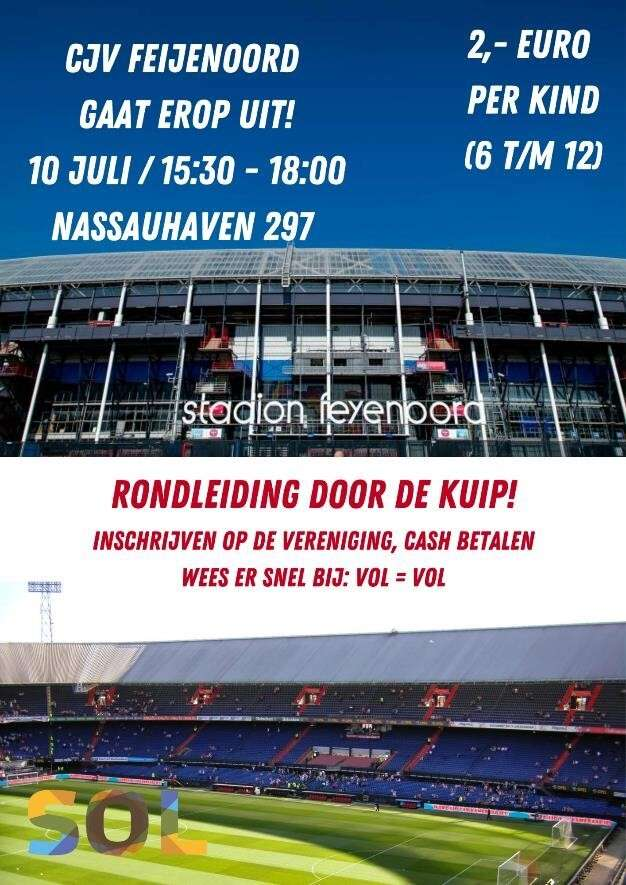 CJV FEIJENOORD
GAAT EROP UIT!
10 JULI / 15:30 - 18:00
NASSAUHAVEN 297
2,- EURO
PER KIND
(6 T/M 12)
stadion feyenoord
RONDLEIDING DOOR DE KUIP!
INSCHRIJVEN OP DE VERENIGING, CASH BETALEN
WEES ER SNEL BIJ: VOL = VOL
SOL